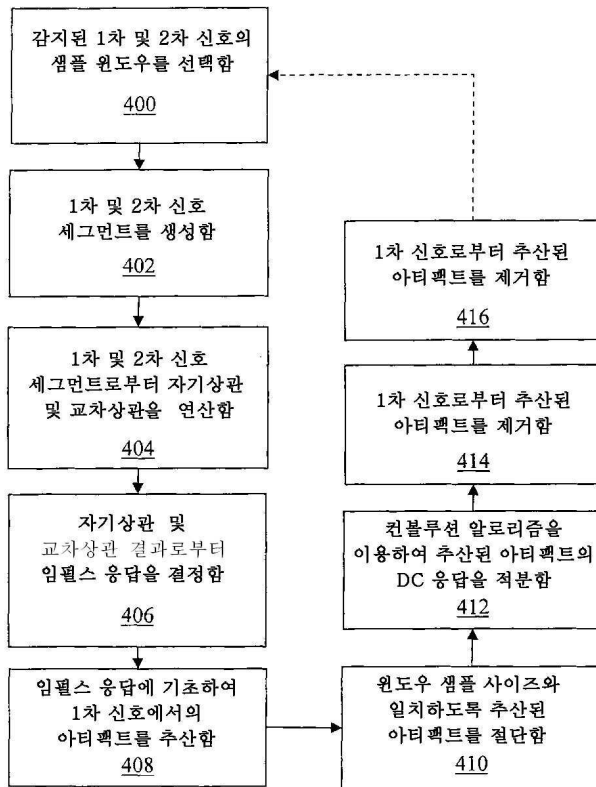 감지된 1차 및 2차 신호의
샘플 윈도우를 선택함
400
1차 및 2차 신호
세그먼트를 생성함
402
1차 및 2차 신호
세그먼트로부터 자기상관
및 교차상관을 연산함
404
자기상관 및
교차상관 결과로부터
임펄스 응답을 결정함
406
임펄스 응답에 기초하여
1차 신호에서의
아티팩트를 추산함
408
윈도우 샘플 사이즈와
일치하도록 추산된
아티팩트를 절단함
410
컨볼루션 알고리즘을
이용하여 추산된 아티팩트의
DC 응답을 적분함
412
1차 신호로부터 추산된
아티팩트를 제거함
414
1차 신호로부터 추산된
아티팩트를 제거함
416